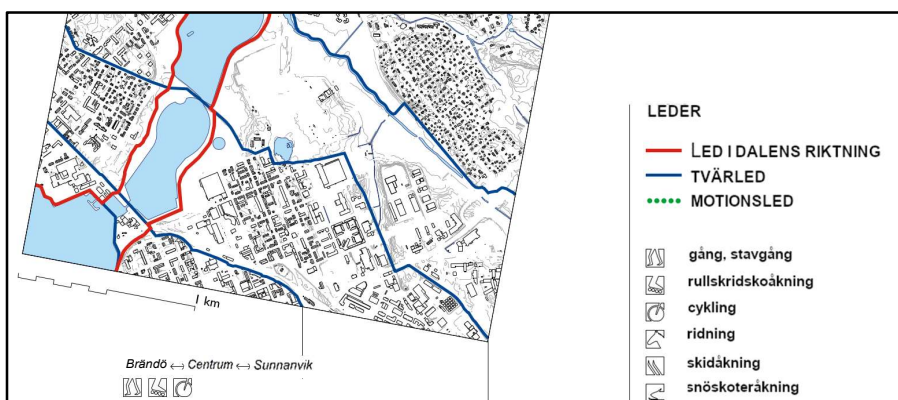 LEDER
LED I DALENS RIKTNING
TVÄRLED
MOTIONSLED
gång, stavgång
rullskridskoåkning
cykling
ridning
skidåkning
snöskoteråkning
1 km
Brändö ↔ Centrum ↔ Sunnanvik